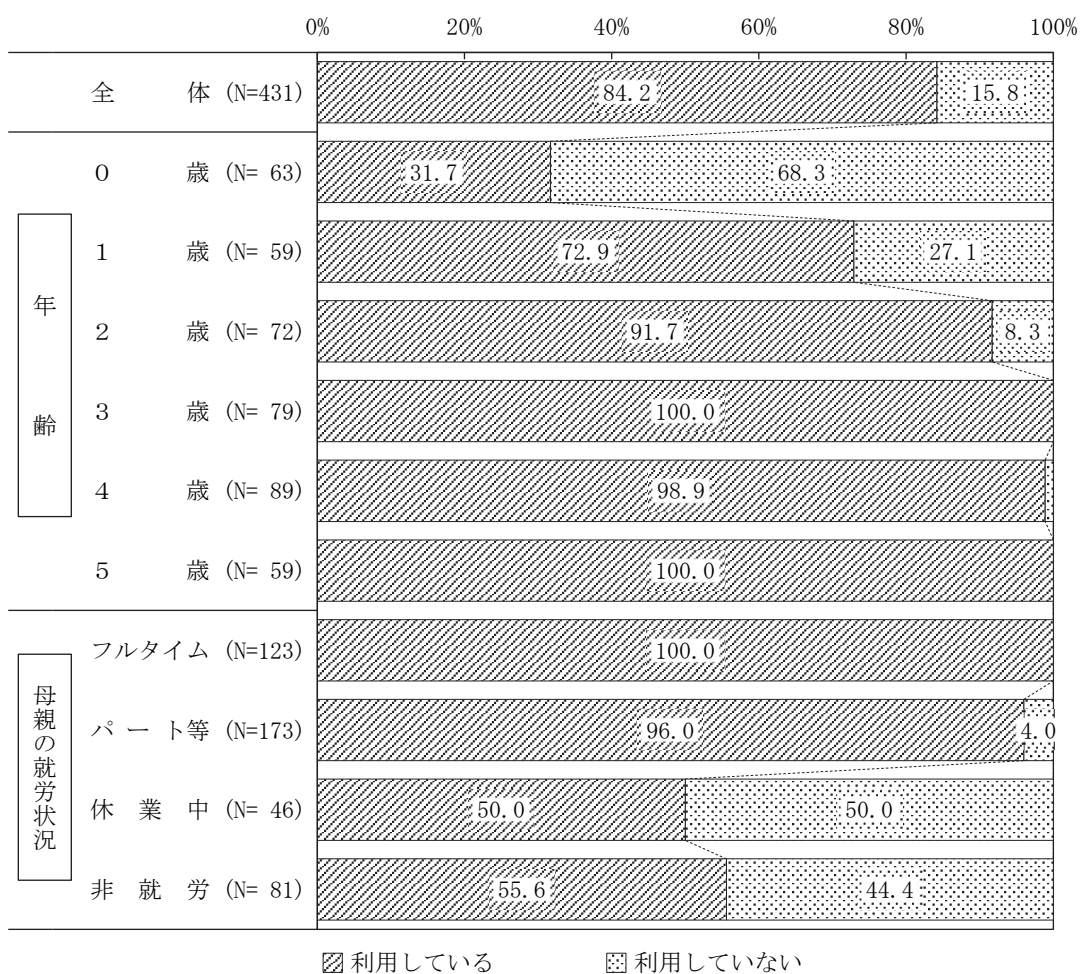 0% 20% 40% 60% 80% 100%
全 体 (N=431) 84.2 15.8
年齢
0 歳 (N= 63) 31.7 68.3
1 歳 (N= 59) 72.9 27.1
2 歳 (N= 72) 91.7 8.3
3 歳 (N= 79) 100.0
4 歳 (N= 89) 98.9
5 歳 (N= 59) 100.0
母親の就労状況
フルタイム (N=123) 100.0
パート等 (N=173) 96.0 4.0
休 業 中 (N= 46) 50.0 50.0
非 就 労 (N= 81) 55.6 44.4
利用している 利用していない